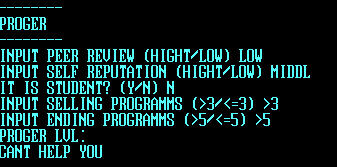 --------
PROGER
--------
INPUT PEER REVIEW (HIGHT/LOW) LOW
INPUT SELF REPUTATION (HIGHT/LOW) MIDDL
IT IS STUDENT? (Y/N) N
INPUT SELLING PROGRAMMS (>3/<=3) >3
INPUT ENDING PROGRAMMS (>5/<=5) >5
PROGER LVL:
CANT HELP YOU